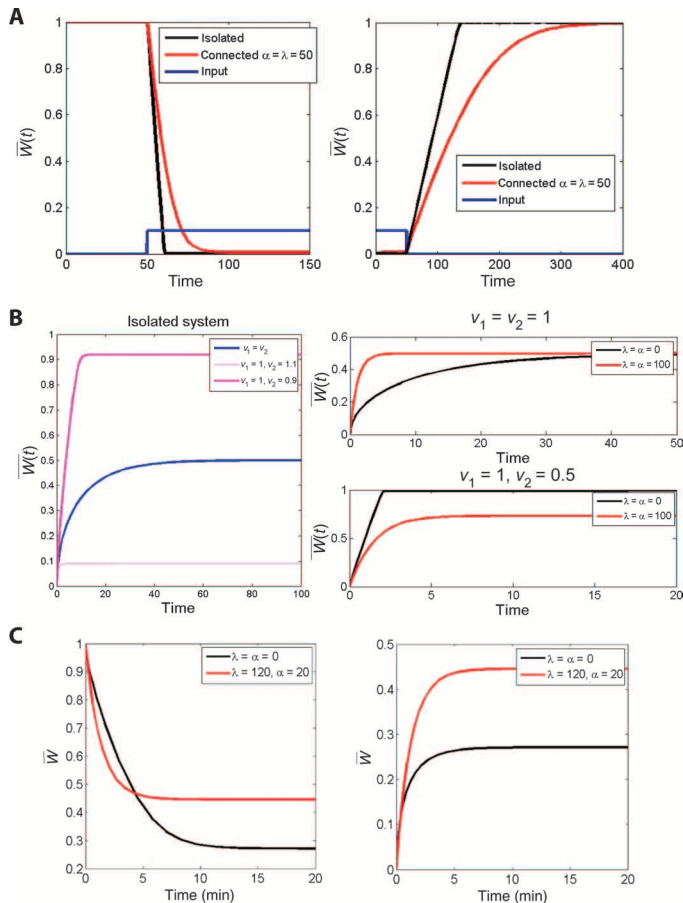 A
W(t)
1
0.8
0.6
0.4
0.2
0
0
50
100
150
Time
Isolated
Connected α = λ = 50
Input
W(t)
1
0.8
0.6
0.4
0.2
0
100
200
300
400
Time
Isolated
Connected α = λ = 50
Input
B
Isolated system
W(t)
1
0.9
0.8
0.7
0.6
0.5
0.4
0.3
0.2
0.1
0
0
20
40
60
80
100
Time
v1 = v2
v1 = 1, v2 = 1.1
v1 = 1, v2 = 0.9
v1 = v2 = 1
W(t)
0.6
0.4
0.2
0
0
10
20
30
40
50
Time
λ = α = 0
λ = α = 100
v1 = 1, v2 = 0.5
W(t)
1
0.5
0
0
5
10
15
20
Time
λ = α = 0
λ = α = 100
C
W
1
0.9
0.8
0.7
0.6
0.5
0.4
0.3
0.2
0
5
10
15
20
Time (min)
λ = α = 0
λ = 120, α = 20
W
0.5
0.4
0.3
0.2
0.1
0
0
5
10
15
20
Time (min)
λ = α = 0
λ = 120, α = 20